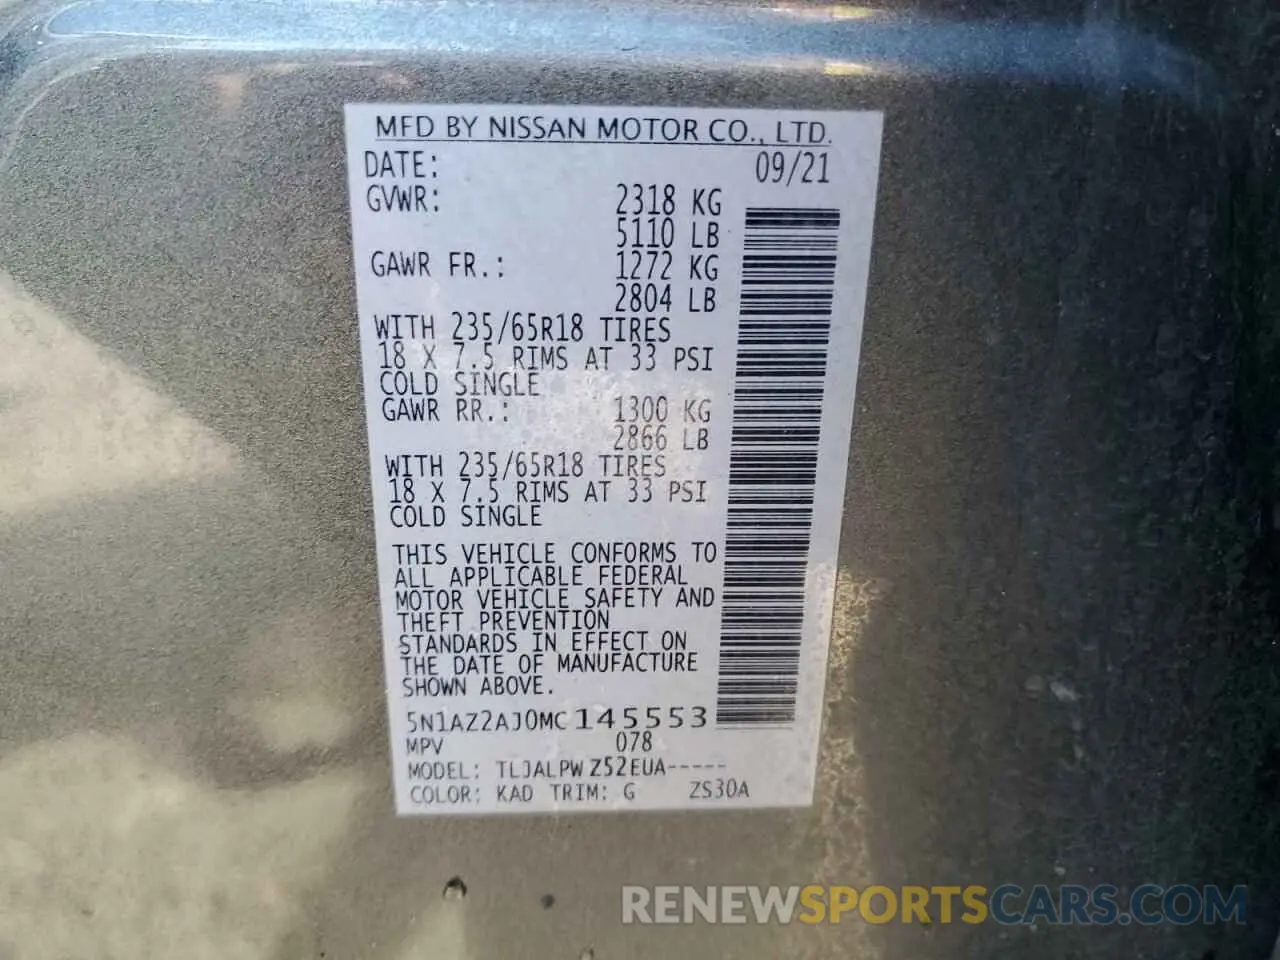 MFD BY NISSAN MOTOR CO., LTD.
DATE: 09/21
GVWR: 2318 KG
5110 LB
GAWR FR.: 1272 KG
2804 LB
WITH 235/65R18 TIRES
18 X 7.5 RIMS AT 33 PSI
COLD SINGLE
GAWR RR.: 1300 KG
2866 LB
WITH 235/65R18 TIRES
18 X 7.5 RIMS AT 33 PSI
COLD SINGLE
THIS VEHICLE CONFORMS TO
ALL APPLICABLE FEDERAL
MOTOR VEHICLE SAFETY AND
THEFT PREVENTION
STANDARDS IN EFFECT ON
THE DATE OF MANUFACTURE
SHOWN ABOVE.
5N1AZ2AJ0MC145553
MPV 078
MODEL: TLJALPW Z52EUA-----
COLOR: KAD TRIM: G ZS30A
RENEWSPORTSCARS.COM